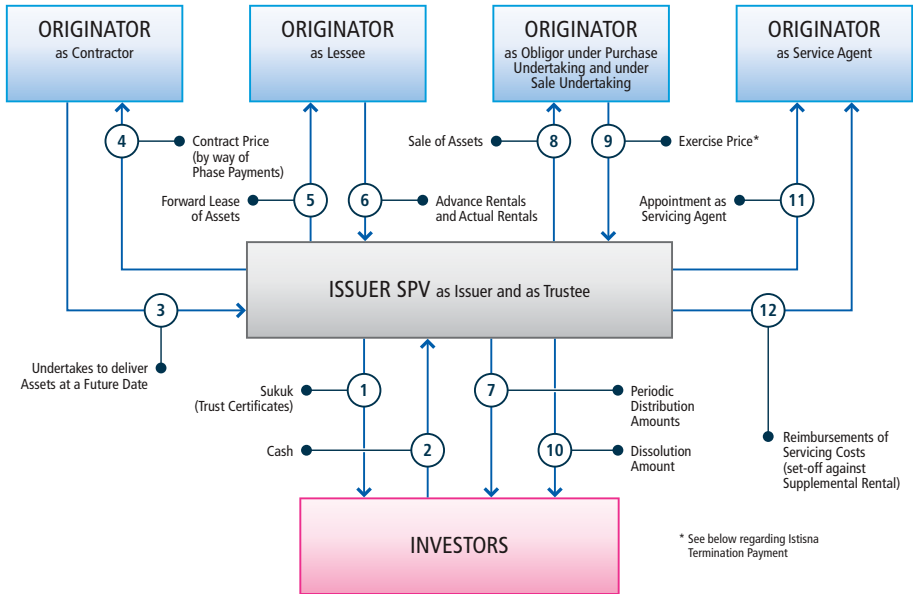 ORIGINATOR
as Contractor
ORIGINATOR
as Lessee
ORIGINATOR
as Obligor under Purchase
Undertaking and under
Sale Undertaking
ORIGINATOR
as Service Agent
4
Contract Price
(by way of
Phase Payments)
Sale of Assets
8
9
Exercise Price*
Forward Lease
of Assets
5
6
Advance Rentals
and Actual Rentals
Appointment as
Servicing Agent
11
ISSUER SPV as Issuer and as Trustee
3
12
Undertakes to deliver
Assets at a Future Date
Sukuk
(Trust Certificates)
1
7
Periodic
Distribution
Amounts
Cash
2
10
Dissolution
Amount
Reimbursements of
Servicing Costs
(set-off against
Supplemental Rental)
INVESTORS
* See below regarding Istisna
Termination Payment